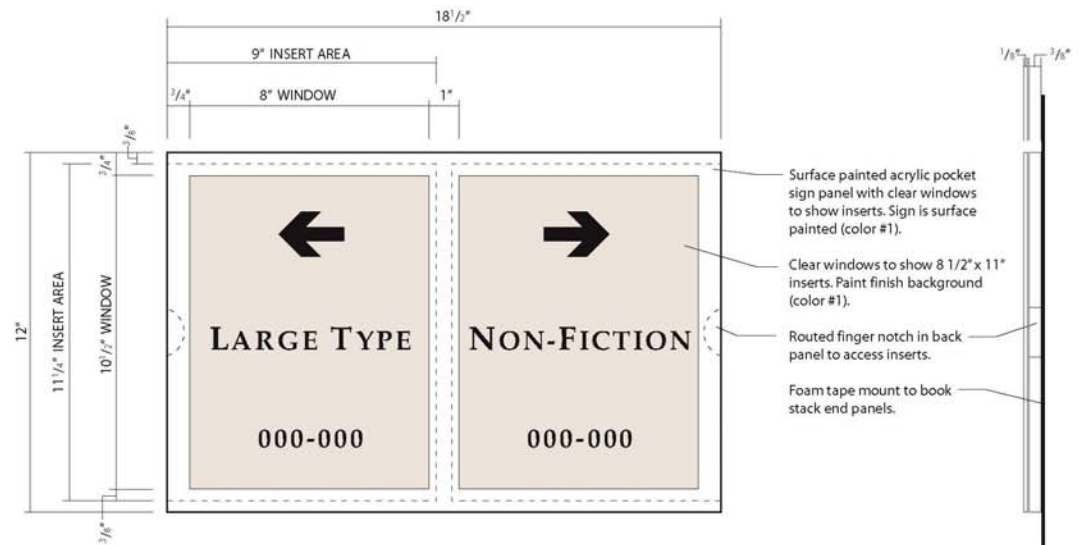 18 1/2"
9" INSERT AREA
3/4"
8" WINDOW
1"
1/8"
3/8"
3/8"
3/4"
12"
11 1/4" INSERT AREA
10 1/2" WINDOW
3/8"
LARGE TYPE
000-000
NON-FICTION
000-000
Surface painted acrylic pocket
sign panel with clear windows
to show inserts. Sign is surface
painted (color #1).
Clear windows to show 8 1/2" x 11"
inserts. Paint finish background
(color #1).
Routed finger notch in back
panel to access inserts.
Foam tape mount to book
stack end panels.